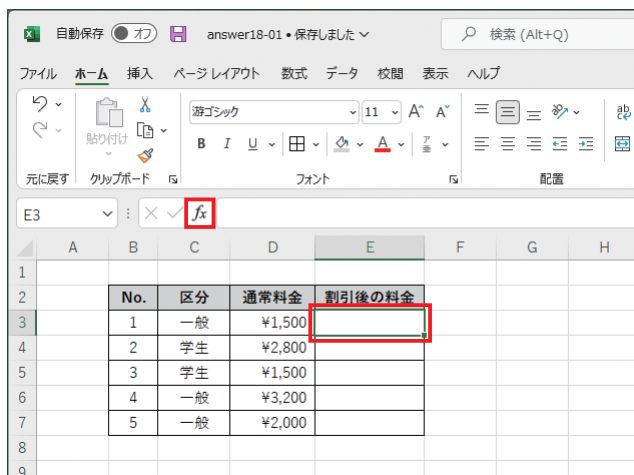 自動保存 オフ answer18-01 • 保存しました 検索 (Alt+Q)
ファイル ホーム 挿入 ページ レイアウト 数式 データ 校閲 表示 ヘルプ
貼り付け
游ゴシック 11 A^ A˅
B I U A ア亜
ab
元に戻す クリップボード フォント 配置
E3 fx
A B C D E F G H
1
2 No. 区分 通常料金 割引後の料金
3 1 一般 ¥1,500
4 2 学生 ¥2,800
5 3 学生 ¥1,500
6 4 一般 ¥3,200
7 5 一般 ¥2,000
8
9